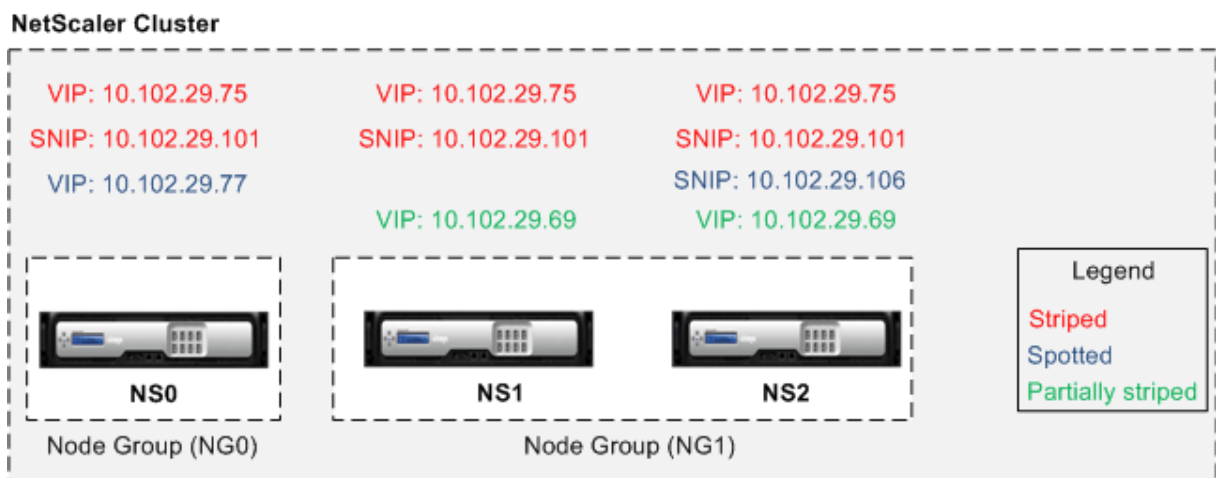 NetScaler Cluster
VIP: 10.102.29.75
VIP: 10.102.29.75
VIP: 10.102.29.75
SNIP: 10.102.29.101
SNIP: 10.102.29.101
SNIP: 10.102.29.101
VIP: 10.102.29.77
SNIP: 10.102.29.106
VIP: 10.102.29.69
VIP: 10.102.29.69
NS0
NS1
NS2
Node Group (NG0)
Node Group (NG1)
Legend
Striped
Spotted
Partially striped